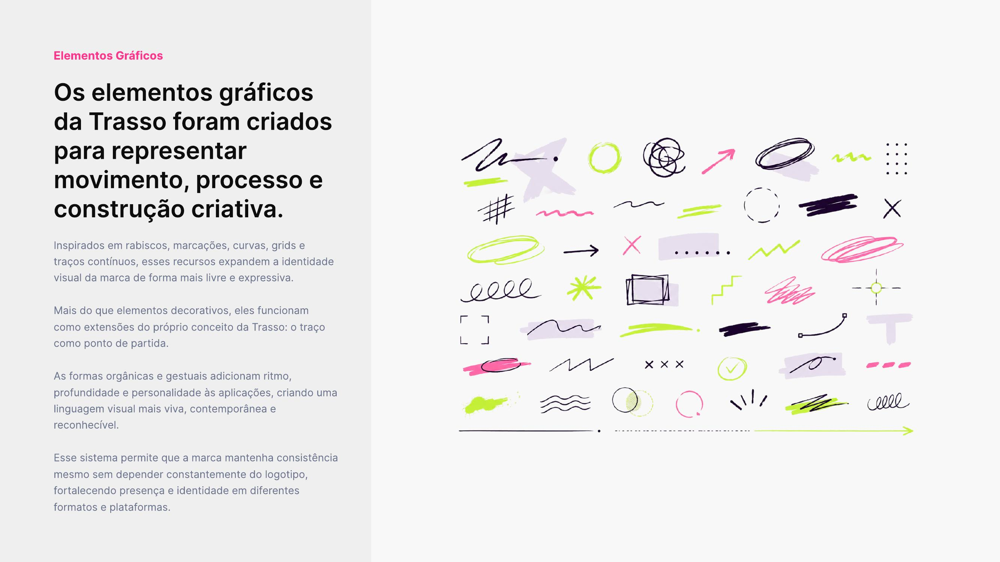 Elementos Gráficos
Os elementos gráficos
da Trasso foram criados
para representar
movimento, processo e
construção criativa.
Inspirados em rabiscos, marcações, curvas, grids e
traços contínuos, esses recursos expandem a identidade
visual da marca de forma mais livre e expressiva.
Mais do que elementos decorativos, eles funcionam
como extensões do próprio conceito da Trasso: o traço
como ponto de partida.
As formas orgânicas e gestuais adicionam ritmo,
profundidade e personalidade às aplicações, criando uma
linguagem visual mais viva, contemporânea e
reconhecível.
Esse sistema permite que a marca mantenha consistência
mesmo sem depender constantemente do logotipo,
fortalecendo presença e identidade em diferentes
formatos e plataformas.